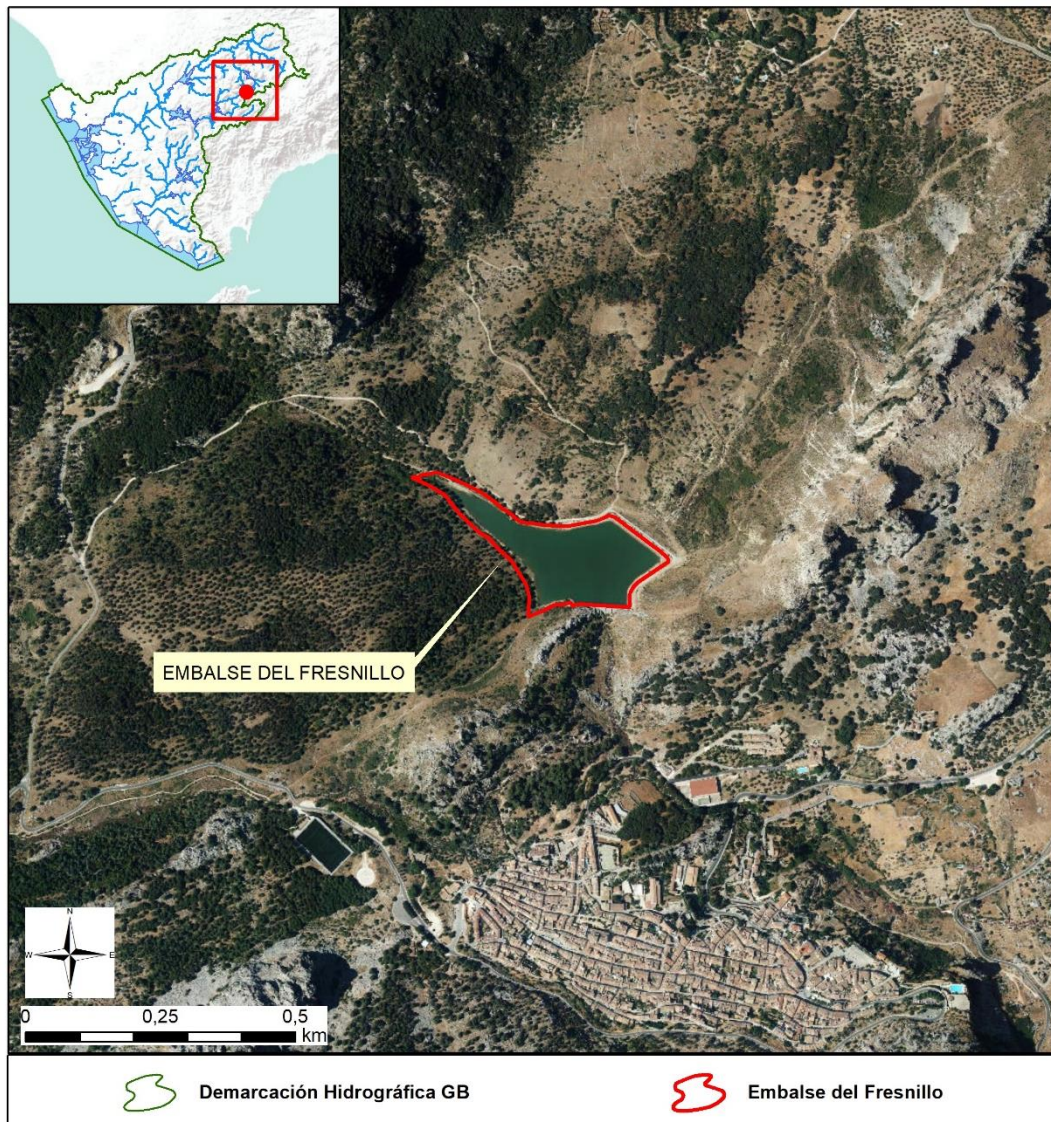 EMBALSE DEL FRESNILLO
N
W E
S
0 0,25 0,5
km
Demarcación Hidrográfica GB
Embalse del Fresnillo